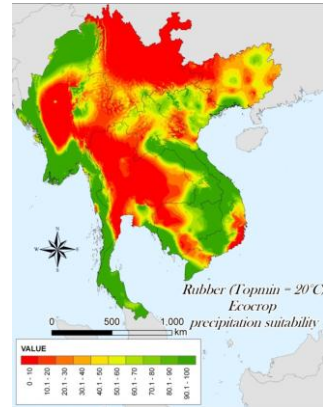 N
W E
S
Rubber (Topmin = 20°C)
Ecocrop
precipitation suitability
0 500 1,000
km
VALUE
0 - 10
10.1 - 20
20.1 - 30
30.1 - 40
40.1 - 50
50.1 - 60
60.1 - 70
70.1 - 80
80.1 - 90
90.1 - 100